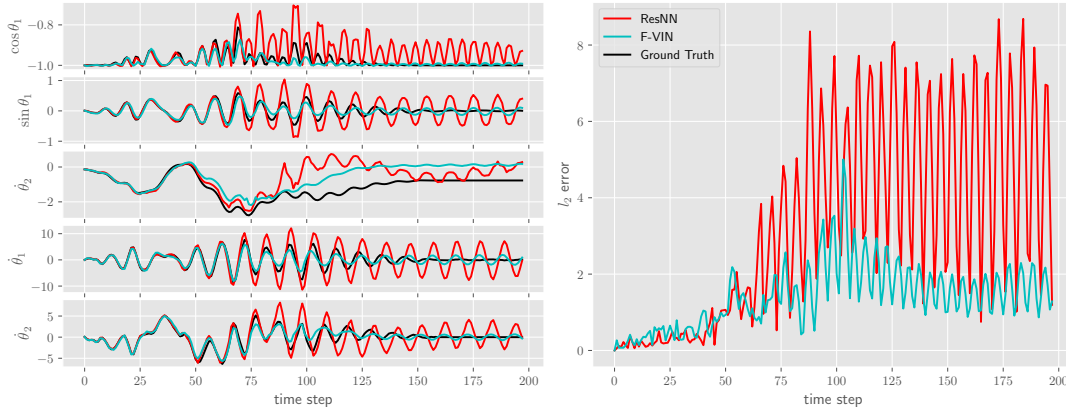 cos θ₁
−0.8
−1.0
sin θ₁
1
0
−1
θ̇₂
0
−2
θ̇₁
10
0
−10
θ̇₂
5
0
−5
0 25 50 75 100 125 150 175 200
time step
l₂ error
8
6
4
2
0
ResNN
F-VIN
Ground Truth
0 25 50 75 100 125 150 175 200
time step